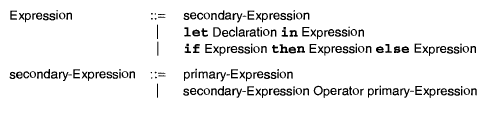 Expression ::= secondary-Expression
| let Declaration in Expression
| if Expression then Expression else Expression
secondary-Expression ::= primary-Expression
| secondary-Expression Operator primary-Expression